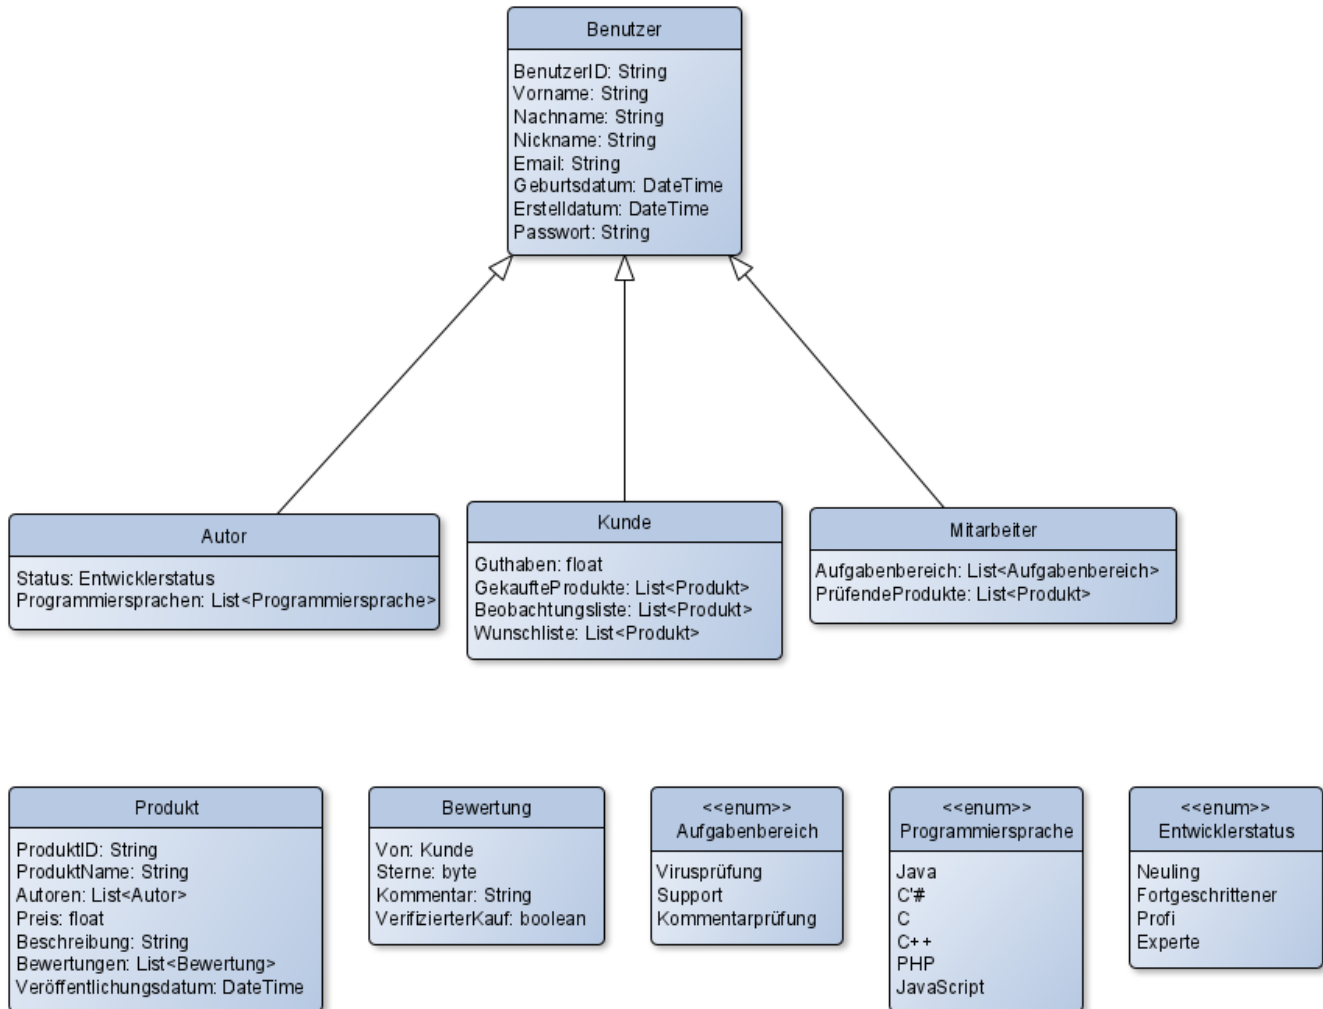 Benutzer
BenutzerID: String
Vorname: String
Nachname: String
Nickname: String
Email: String
Geburtsdatum: DateTime
Erstelldatum: DateTime
Passwort: String
Autor
Status: Entwicklerstatus
Programmiersprachen: List<Programmiersprache>
Kunde
Guthaben: float
GekaufteProdukte: List<Produkt>
Beobachtungsliste: List<Produkt>
Wunschliste: List<Produkt>
Mitarbeiter
Aufgabenbereich: List<Aufgabenbereich>
PrüfendeProdukte: List<Produkt>
Produkt
ProduktID: String
ProduktName: String
Autoren: List<Autor>
Preis: float
Beschreibung: String
Bewertungen: List<Bewertung>
Veröffentlichungsdatum: DateTime
Bewertung
Von: Kunde
Sterne: byte
Kommentar: String
VerifizierterKauf: boolean
<<enum>>
Aufgabenbereich
Virusprüfung
Support
Kommentarprüfung
<<enum>>
Programmiersprache
Java
C'#
C
C++
PHP
JavaScript
<<enum>>
Entwicklerstatus
Neuling
Fortgeschrittener
Profi
Experte